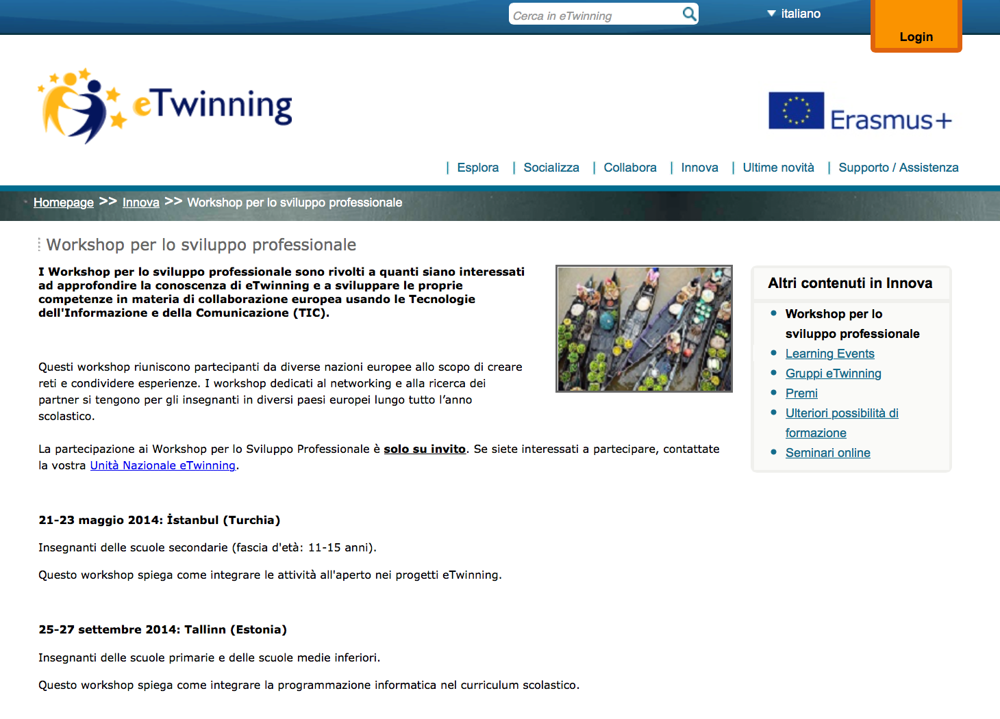 Cerca in eTwinning
italiano
Login
eTwinning
Erasmus+
| Esplora | Socializza | Collabora | Innova | Ultime novità | Supporto / Assistenza
Homepage >> Innova >> Workshop per lo sviluppo professionale
Workshop per lo sviluppo professionale
I Workshop per lo sviluppo professionale sono rivolti a quanti siano interessati
ad approfondire la conoscenza di eTwinning e a sviluppare le proprie
competenze in materia di collaborazione europea usando le Tecnologie
dell'Informazione e della Comunicazione (TIC).
Questi workshop riuniscono partecipanti da diverse nazioni europee allo scopo di creare
reti e condividere esperienze. I workshop dedicati al networking e alla ricerca dei
partner si tengono per gli insegnanti in diversi paesi europei lungo tutto l’anno
scolastico.
La partecipazione ai Workshop per lo Sviluppo Professionale è solo su invito. Se siete interessati a partecipare, contattate
la vostra Unità Nazionale eTwinning.
21-23 maggio 2014: İstanbul (Turchia)
Insegnanti delle scuole secondarie (fascia d'età: 11-15 anni).
Questo workshop spiega come integrare le attività all'aperto nei progetti eTwinning.
25-27 settembre 2014: Tallinn (Estonia)
Insegnanti delle scuole primarie e delle scuole medie inferiori.
Questo workshop spiega come integrare la programmazione informatica nel curriculum scolastico.
Altri contenuti in Innova
Workshop per lo
sviluppo professionale
Learning Events
Gruppi eTwinning
Premi
Ulteriori possibilità di
formazione
Seminari online